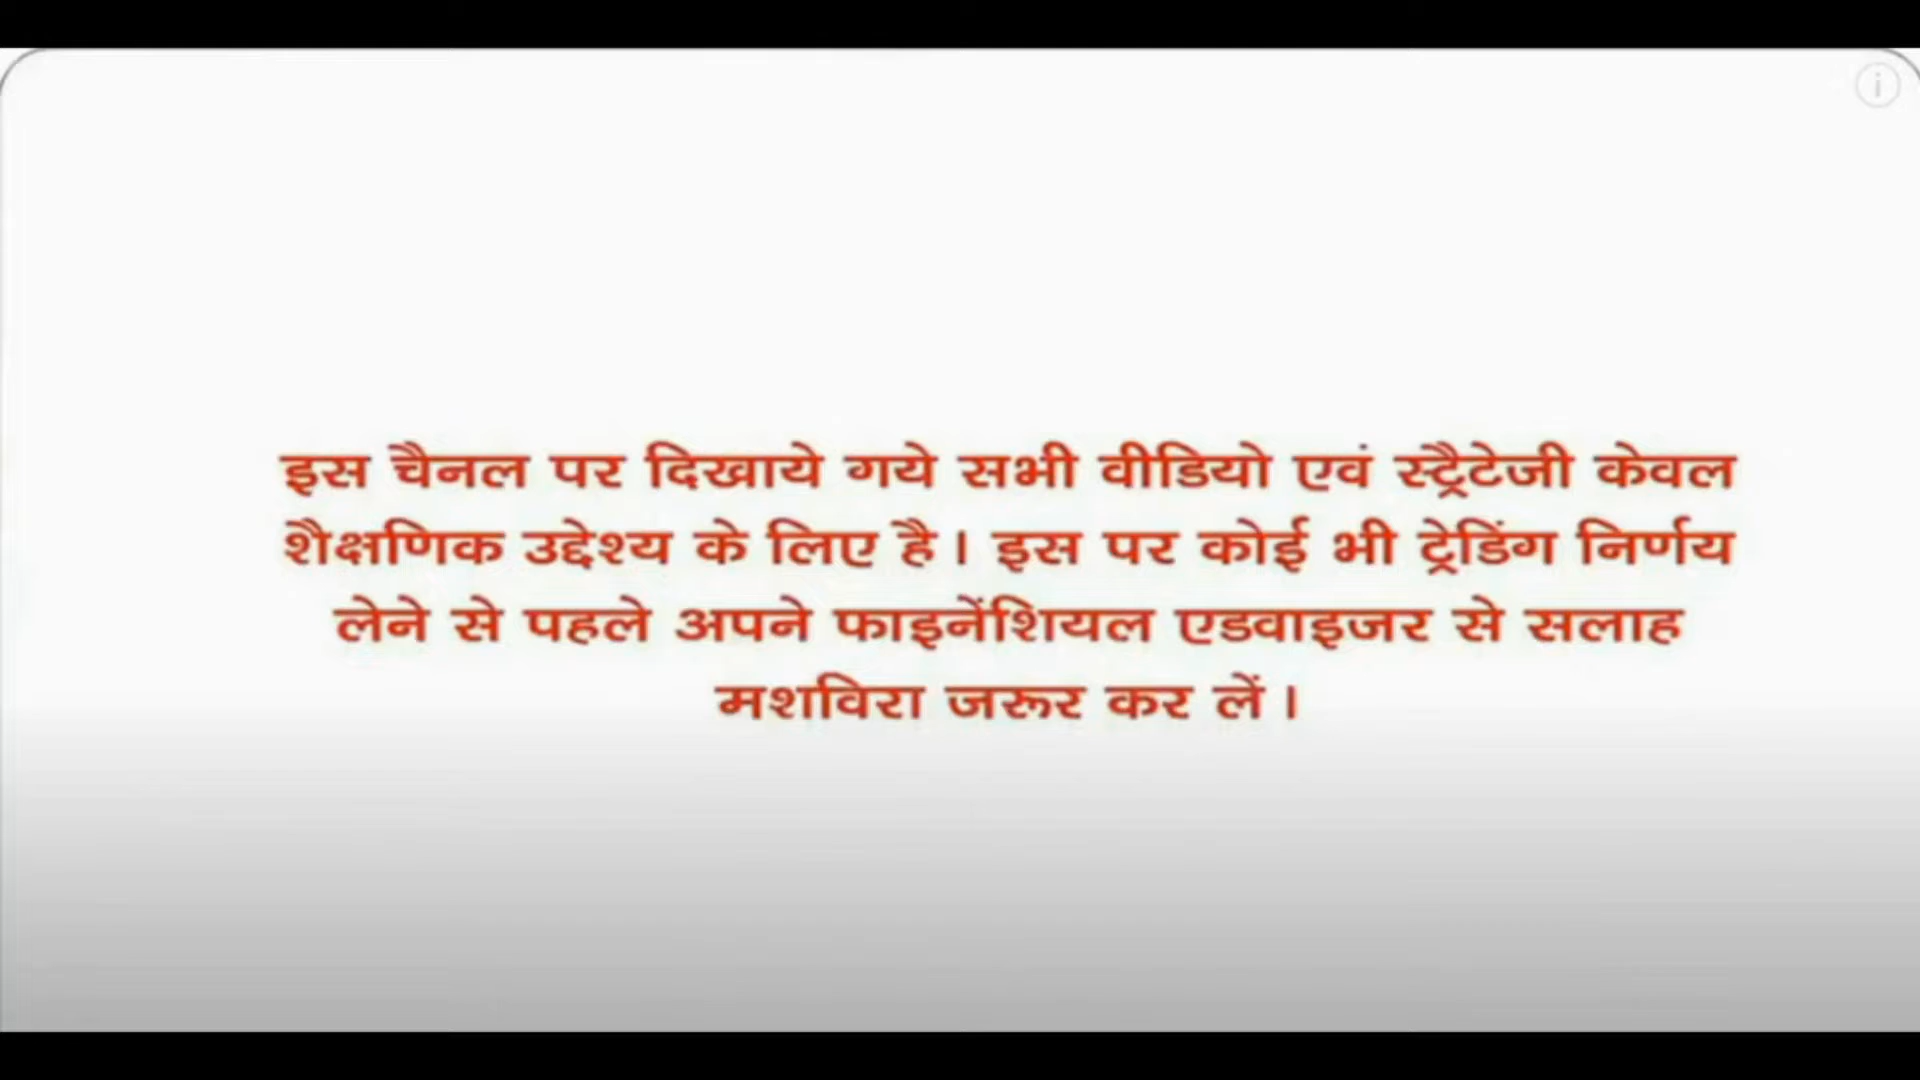 इस चैनल पर दिखाये गये सभी वीडियो एवं स्ट्रैटेजी केवल
शैक्षणिक उद्देश्य के लिए है। इस पर कोई भी ट्रेडिंग निर्णय
लेने से पहले अपने फाइनेंशियल एडवाइजर से सलाह
मशविरा जरूर कर लें।